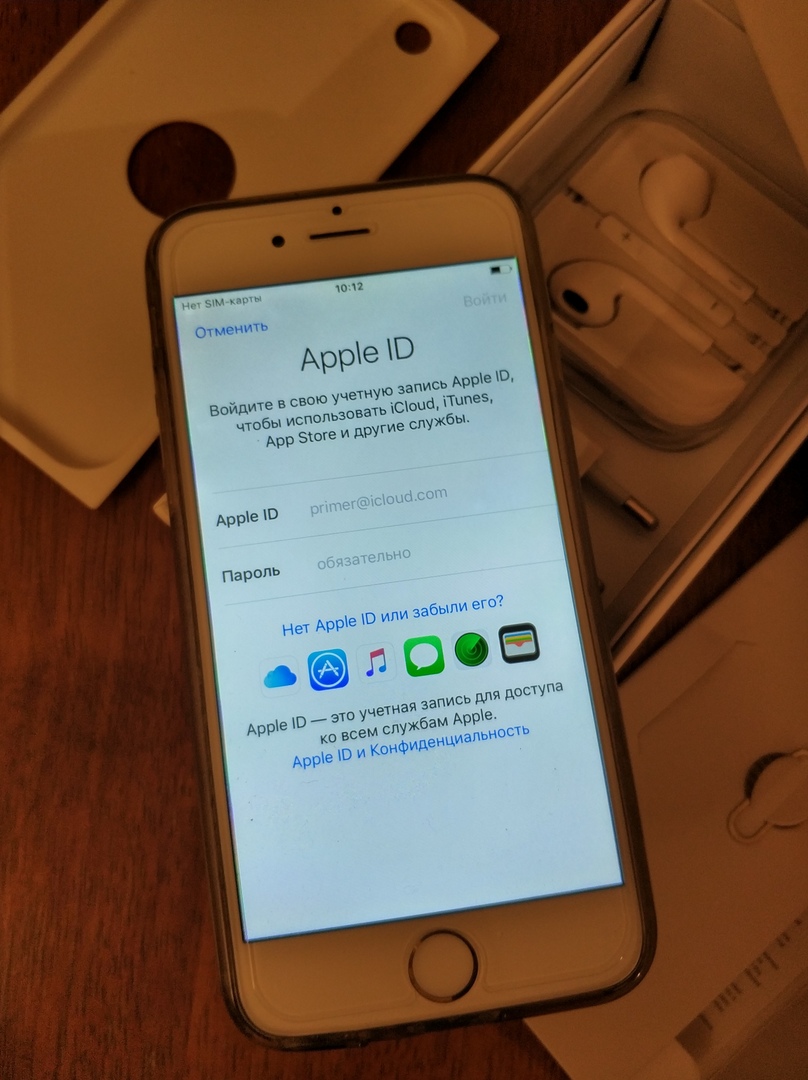 Нет SIM-карты
10:12
Отменить
Войти
Apple ID
Войдите в свою учетную запись Apple ID,
чтобы использовать iCloud, iTunes,
App Store и другие службы.
Apple ID
primer@icloud.com
Пароль
обязательно
Нет Apple ID или забыли его?
Apple ID — это учетная запись для доступа
ко всем службам Apple.
Apple ID и Конфиденциальность